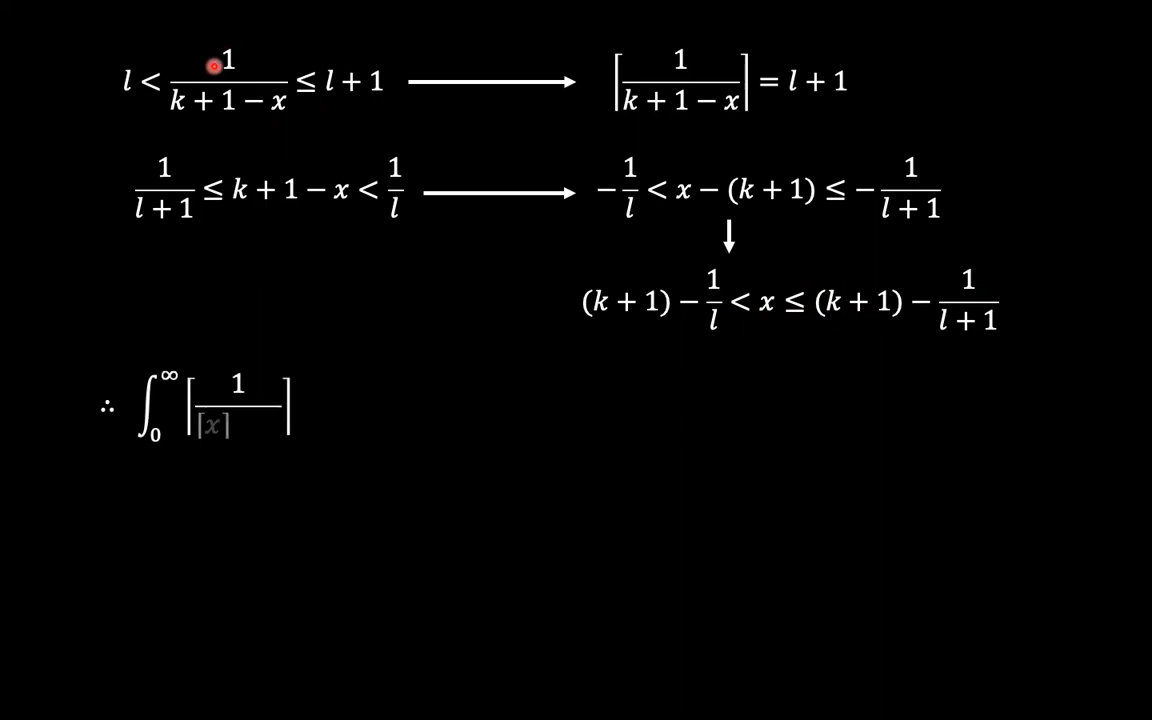 l < 1/(k + 1 − x) ≤ l + 1 ⟶ ⌈1/(k + 1 − x)⌉ = l + 1
1/(l + 1) ≤ k + 1 − x < 1/l ⟶ −1/l < x − (k + 1) ≤ −1/(l + 1)
↓
(k + 1) − 1/l < x ≤ (k + 1) − 1/(l + 1)
∴ ∫₀^∞ ⌈1/⌈x⌉⌉